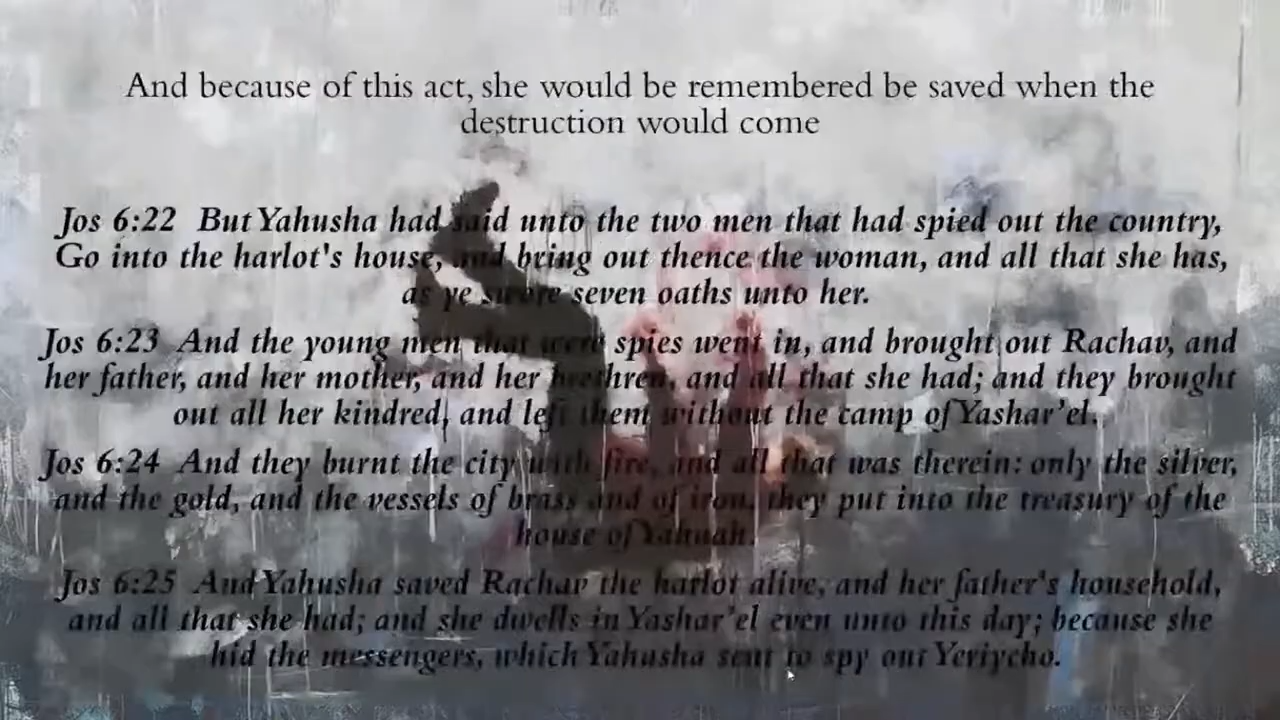 And because of this act, she would be remembered be saved when the
destruction would come
Jos 6:22 But Yahusha had said unto the two men that had spied out the country,
Go into the harlot's house, and bring out thence the woman, and all that she has,
as ye swore seven oaths unto her.
Jos 6:23 And the young men that were spies went in, and brought out Rachav, and
her father, and her mother, and her brethren, and all that she had; and they brought
out all her kindred, and left them without the camp of Yashar'el.
Jos 6:24 And they burnt the city with fire, and all that was therein: only the silver,
and the gold, and the vessels of brass and of iron, they put into the treasury of the
house of Yahuah.
Jos 6:25 And Yahusha saved Rachav the harlot alive, and her father's household,
and all that she had; and she dwells in Yashar'el even unto this day; because she
hid the messengers, which Yahusha sent to spy out Yeriycho.